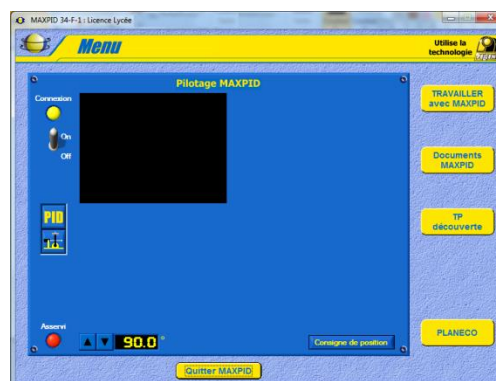 MAXPID 34-F-1 : Licence Lycée
Menu
Utilise la
technologie
Pilotage MAXPID
Connexion
On
Off
PID
Asservi
90.0 °
Consigne de position
Quitter MAXPID
TRAVAILLER
avec MAXPID
Documents
MAXPID
TP
découverte
PLANECO